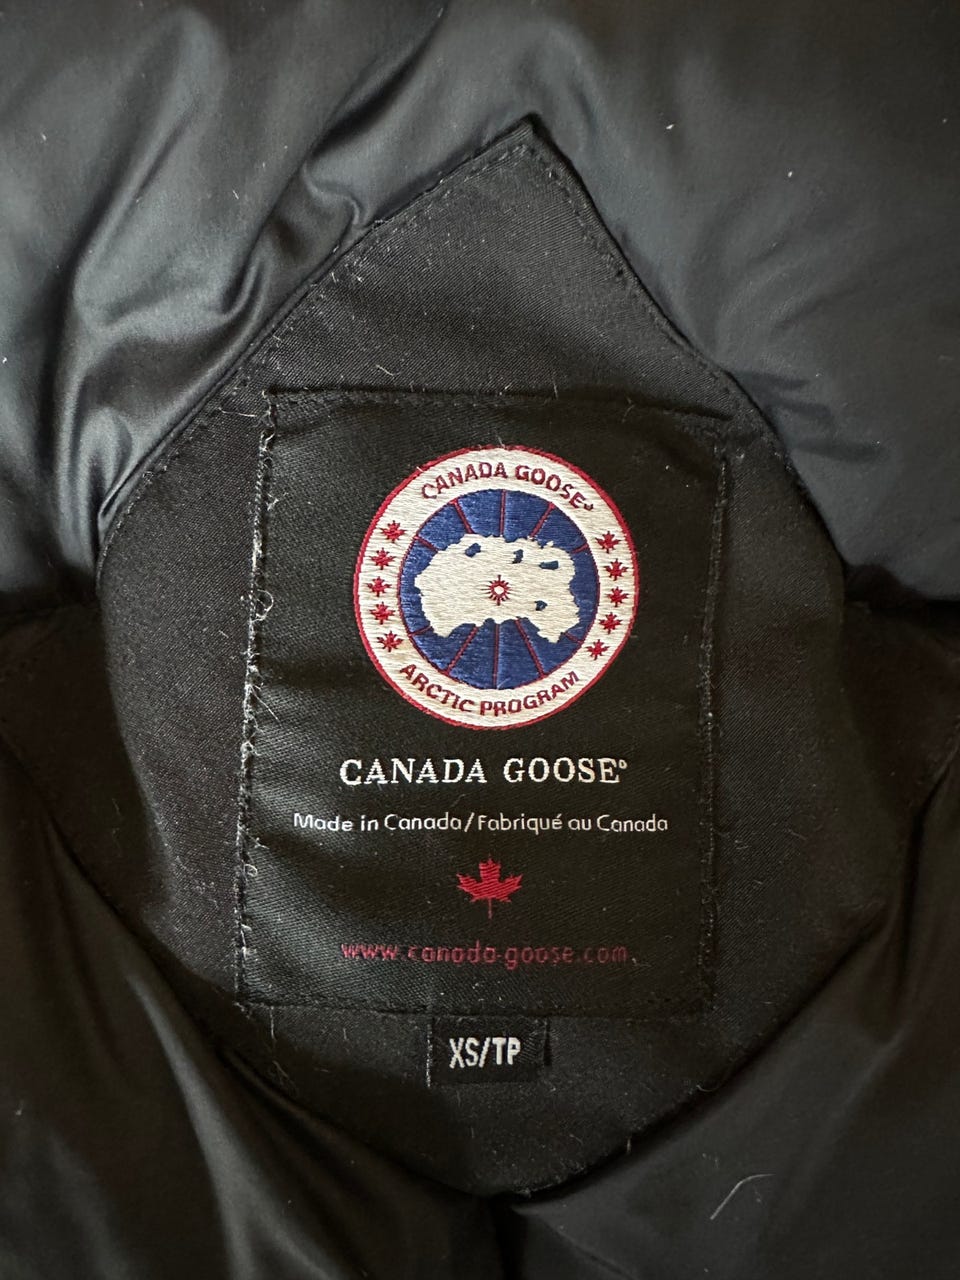 CANADA GOOSE®
ARCTIC PROGRAM
CANADA GOOSE®
Made in Canada/Fabriqué au Canada
www.canada-goose.com
XS/TP